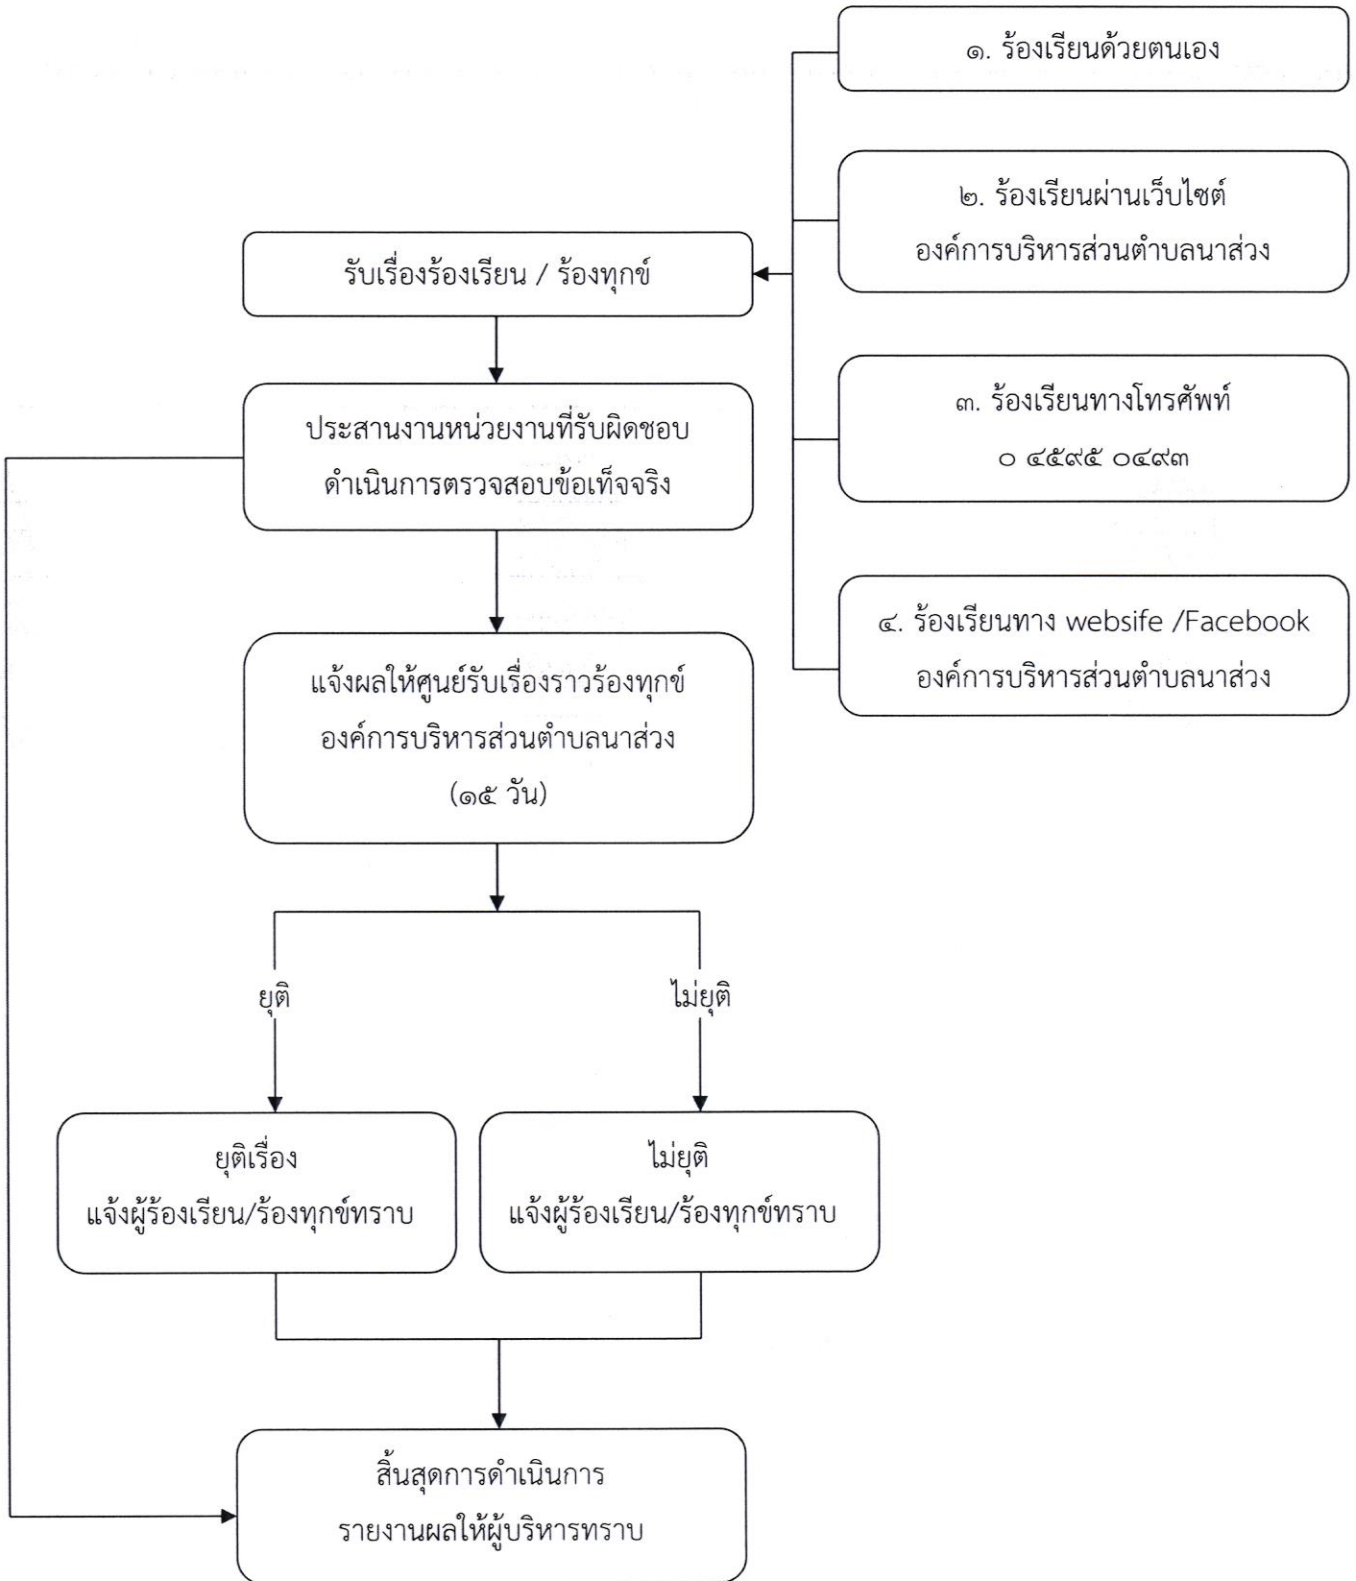 ๑. ร้องเรียนด้วยตนเอง
๒. ร้องเรียนผ่านเว็บไซต์
องค์การบริหารส่วนตำบลนาส่วง
รับเรื่องร้องเรียน / ร้องทุกข์
๓. ร้องเรียนทางโทรศัพท์
๐ ๔๕๙๕ ๐๔๙๓
ประสานงานหน่วยงานที่รับผิดชอบ
ดำเนินการตรวจสอบข้อเท็จจริง
๔. ร้องเรียนทาง websife /Facebook
องค์การบริหารส่วนตำบลนาส่วง
แจ้งผลให้ศูนย์รับเรื่องราวร้องทุกข์
องค์การบริหารส่วนตำบลนาส่วง
(๑๕ วัน)
ยุติ
ไม่ยุติ
ยุติเรื่อง
แจ้งผู้ร้องเรียน/ร้องทุกข์ทราบ
ไม่ยุติ
แจ้งผู้ร้องเรียน/ร้องทุกข์ทราบ
สิ้นสุดการดำเนินการ
รายงานผลให้ผู้บริหารทราบ